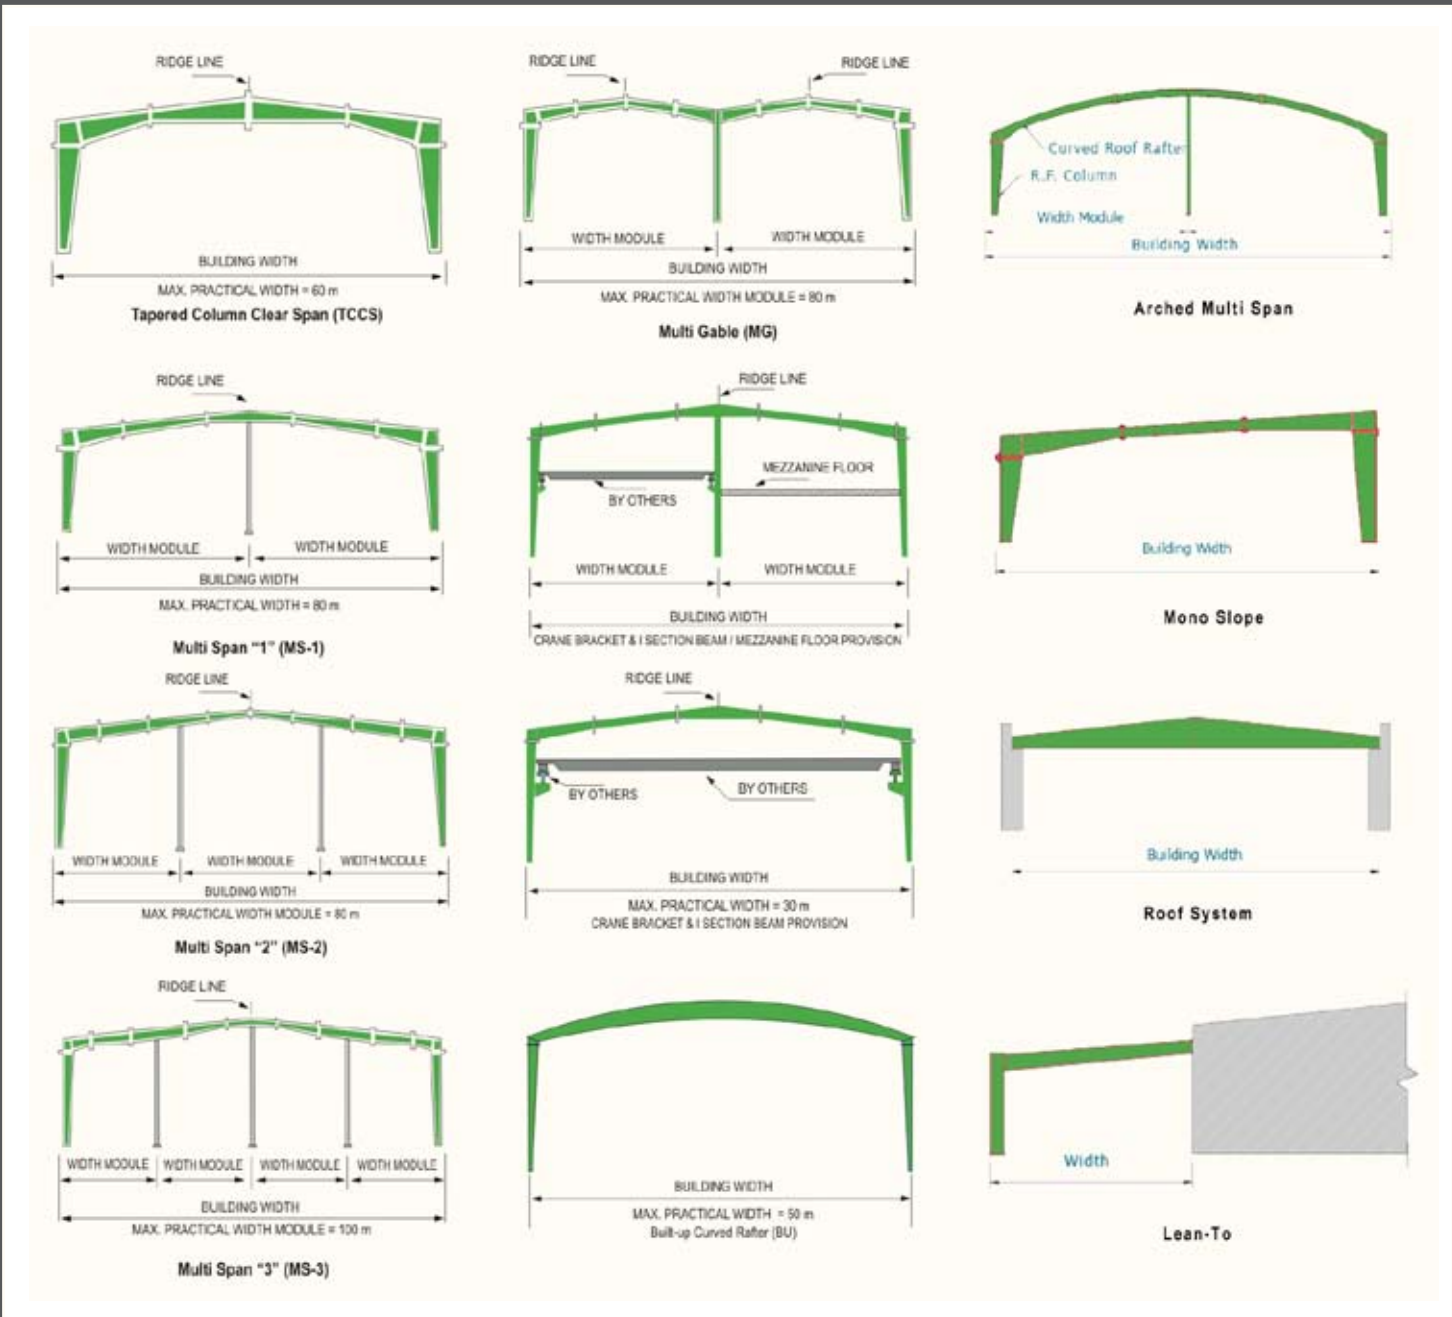 RIDGE LINE
BUILDING WIDTH
MAX. PRACTICAL WIDTH = 60 m
Tapered Column Clear Span (TCCS)
RIDGE LINE
RIDGE LINE
WIDTH MODULE
WIDTH MODULE
BUILDING WIDTH
MAX. PRACTICAL WIDTH MODULE = 80 m
Multi Gable (MG)
Curved Roof Rafter
R.F. Column
Width Module
Building Width
Arched Multi Span
RIDGE LINE
WIDTH MODULE
WIDTH MODULE
BUILDING WIDTH
MAX. PRACTICAL WIDTH = 80 m
Multi Span "1" (MS-1)
RIDGE LINE
MEZZANINE FLOOR
BY OTHERS
WIDTH MODULE
WIDTH MODULE
BUILDING WIDTH
CRANE BRACKET & I SECTION BEAM / MEZZANINE FLOOR PROVISION
Building Width
Mono Slope
RIDGE LINE
WIDTH MODULE
WIDTH MODULE
WIDTH MODULE
BUILDING WIDTH
MAX. PRACTICAL WIDTH MODULE = 80 m
Multi Span "2" (MS-2)
RIDGE LINE
BY OTHERS
BY OTHERS
BUILDING WIDTH
MAX. PRACTICAL WIDTH = 30 m
CRANE BRACKET & I SECTION BEAM PROVISION
Building Width
Roof System
RIDGE LINE
WIDTH MODULE
WIDTH MODULE
WIDTH MODULE
WIDTH MODULE
BUILDING WIDTH
MAX. PRACTICAL WIDTH MODULE = 100 m
Multi Span "3" (MS-3)
BUILDING WIDTH
MAX. PRACTICAL WIDTH = 50 m
Built-up Curved Rafter (BU)
Width
Lean-To